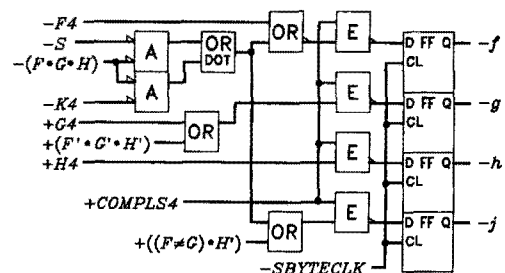 -F4
OR
E
D FF Q
-f
-S
A
OR
DOT
CL
-(F•G•H)
A
E
D FF Q
-g
-K4
CL
+G4
OR
+(F'•G'•H')
+H4
E
D FF Q
-h
CL
+COMPLS4
E
D FF Q
-j
OR
+((F≠G)•H')
CL
-SBYTECLK